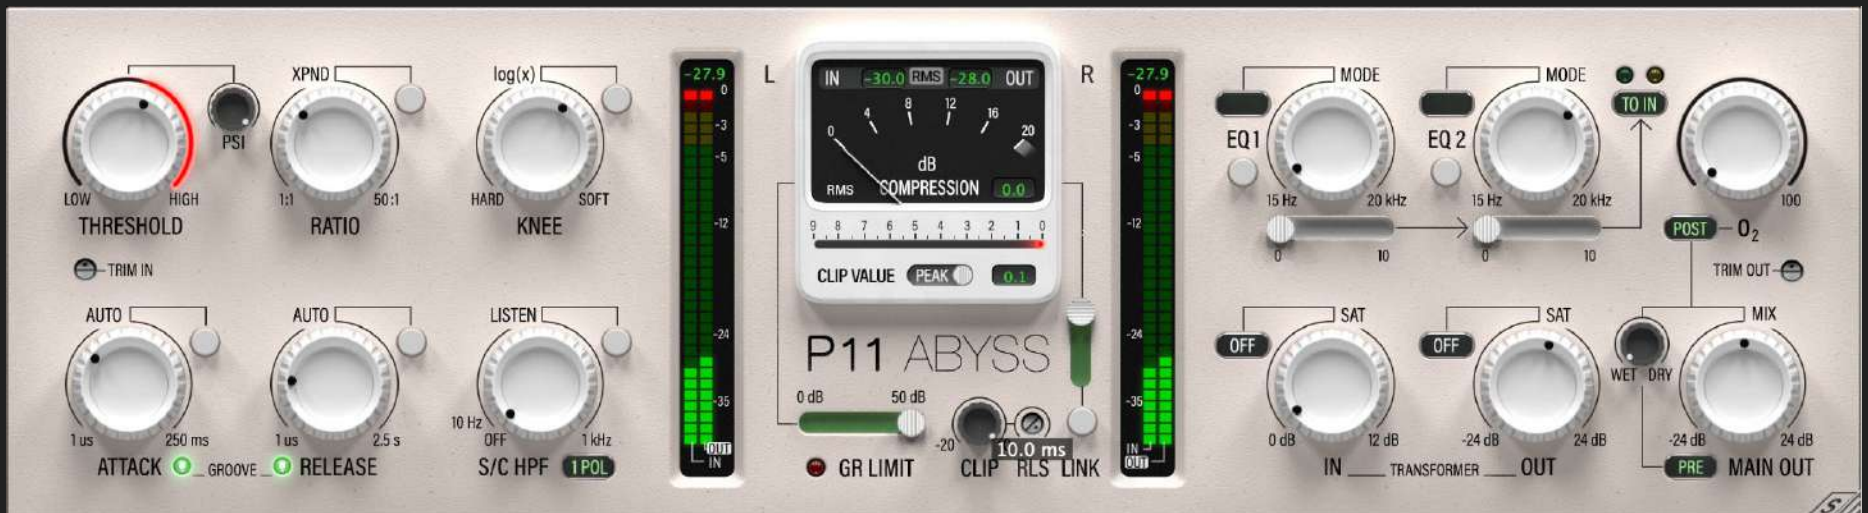 XPND
log(x)
PSI
LOW
HIGH
1:1
50:1
HARD
SOFT
THRESHOLD
RATIO
KNEE
TRIM IN
AUTO
AUTO
LISTEN
1 us
250 ms
1 us
2.5 s
10 Hz
OFF
1 kHz
ATTACK
GROOVE
RELEASE
S/C HPF
1 POL
-27.9
0
-3
-5
-12
-24
-35
OUT
IN
L
R
IN
-30.0
RMS
-28.0
OUT
0
4
8
12
16
20
dB
RMS
COMPRESSION
0.0
9 8 7 6 5 4 3 2 1 0
CLIP VALUE
PEAK
0.1
P11 ABYSS
0 dB
50 dB
-20
10.0 ms
GR LIMIT
CLIP
RLS
LINK
-27.9
0
-3
-5
-12
-24
-35
IN
OUT
MODE
MODE
TO IN
EQ1
EQ 2
15 Hz
20 kHz
15 Hz
20 kHz
100
0
10
0
10
POST
O2
TRIM OUT
SAT
SAT
MIX
OFF
OFF
WET
DRY
0 dB
12 dB
-24 dB
24 dB
-24 dB
24 dB
IN
TRANSFORMER
OUT
PRE
MAIN OUT